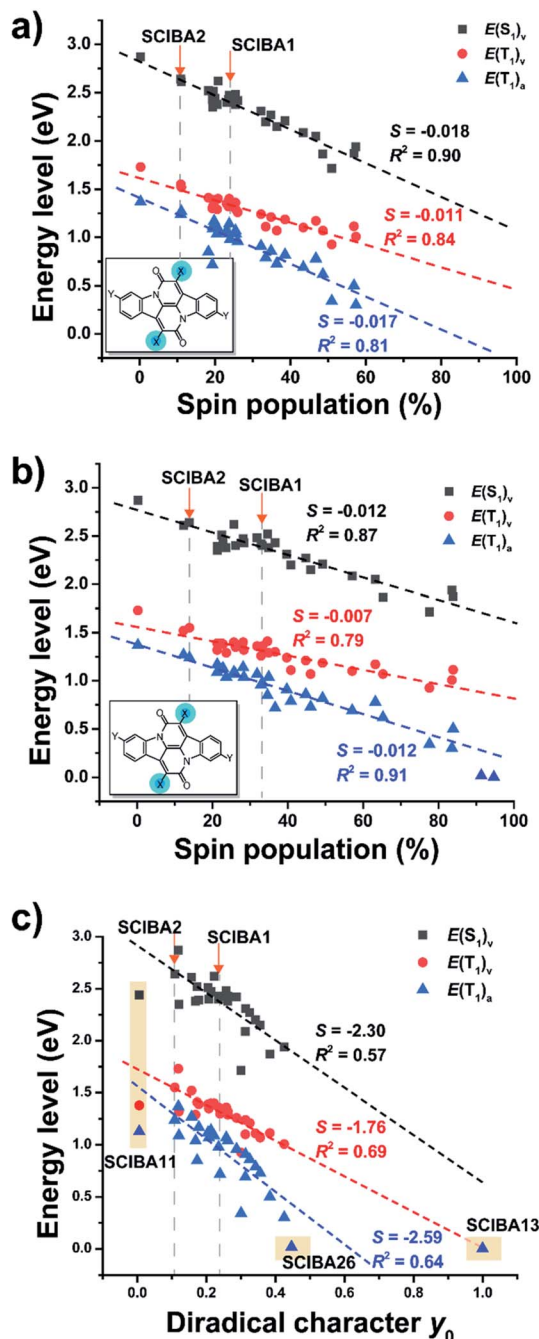 a)
SCIBA2
SCIBA1
E(S₁)ᵥ
E(T₁)ᵥ
E(T₁)ₐ
3.0
2.5
2.0
1.5
1.0
0.5
0.0
Energy level (eV)
S = -0.018
R² = 0.90
S = -0.011
R² = 0.84
S = -0.017
R² = 0.81
O
X
Y
N
N
Y
X
O
0
20
40
60
80
100
Spin population (%)
b)
SCIBA2
SCIBA1
E(S₁)ᵥ
E(T₁)ᵥ
E(T₁)ₐ
3.0
2.5
2.0
1.5
1.0
0.5
0.0
Energy level (eV)
S = -0.012
R² = 0.87
S = -0.007
R² = 0.79
S = -0.012
R² = 0.91
O
X
Y
N
N
Y
X
O
0
20
40
60
80
100
Spin population (%)
c)
SCIBA2
SCIBA1
E(S₁)ᵥ
E(T₁)ᵥ
E(T₁)ₐ
3.0
2.5
2.0
1.5
1.0
0.5
0.0
Energy level (eV)
S = -2.30
R² = 0.57
S = -1.76
R² = 0.69
SCIBA11
S = -2.59
R² = 0.64
SCIBA13
SCIBA26
0.0
0.2
0.4
0.6
0.8
1.0
Diradical character y₀